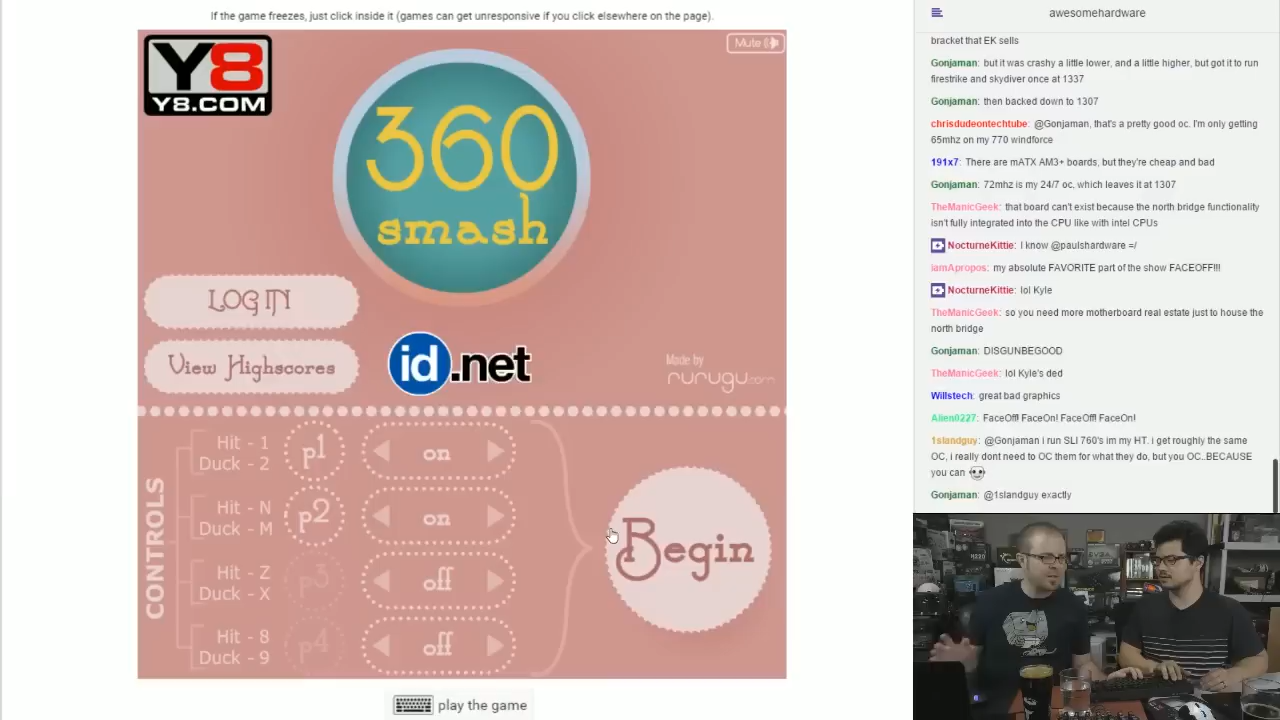 If the game freezes, just click inside it (games can get unresponsive if you click elsewhere on the page).
Y8
Y8.COM
Mute
360
smash
LOG IN
View Highscores
id.net
Made by
rurugu.com
CONTROLS
Hit - 1
Duck - 2
p1
on
Hit - N
Duck - M
p2
on
Hit - Z
Duck - X
p3
off
Hit - 8
Duck - 9
p4
off
Begin
play the game
awesomehardware
bracket that EK sells
Gonjaman: but it was crashy a little lower, and a little higher, but got it to run
firestrike and skydiver once at 1337
Gonjaman: then backed down to 1307
chrisdudeontechtube: @Gonjaman, that's a pretty good oc. I'm only getting
65mhz on my 770 windforce
191x7: There are mATX AM3+ boards, but they're cheap and bad
Gonjaman: 72mhz is my 24/7 oc, which leaves it at 1307
TheManicGeek: that board can't exist because the north bridge functionality
isn't fully integrated into the CPU like with intel CPUs
NocturneKittie: I know @paulshardware =/
IamApropos: my absolute FAVORITE part of the show FACEOFF!!!
NocturneKittie: lol Kyle
TheManicGeek: so you need more motherboard real estate just to house the
north bridge
Gonjaman: DISGUNBEGOOD
TheManicGeek: lol Kyle's ded
Willstech: great bad graphics
Alien0227: FaceOff! FaceOn! FaceOff! FaceOn!
1slandguy: @Gonjaman i run SLI 760's im my HT. i get roughly the same
OC, i really dont need to OC them for what they do, but you OC..BECAUSE
you can
Gonjaman: @1slandguy exactly